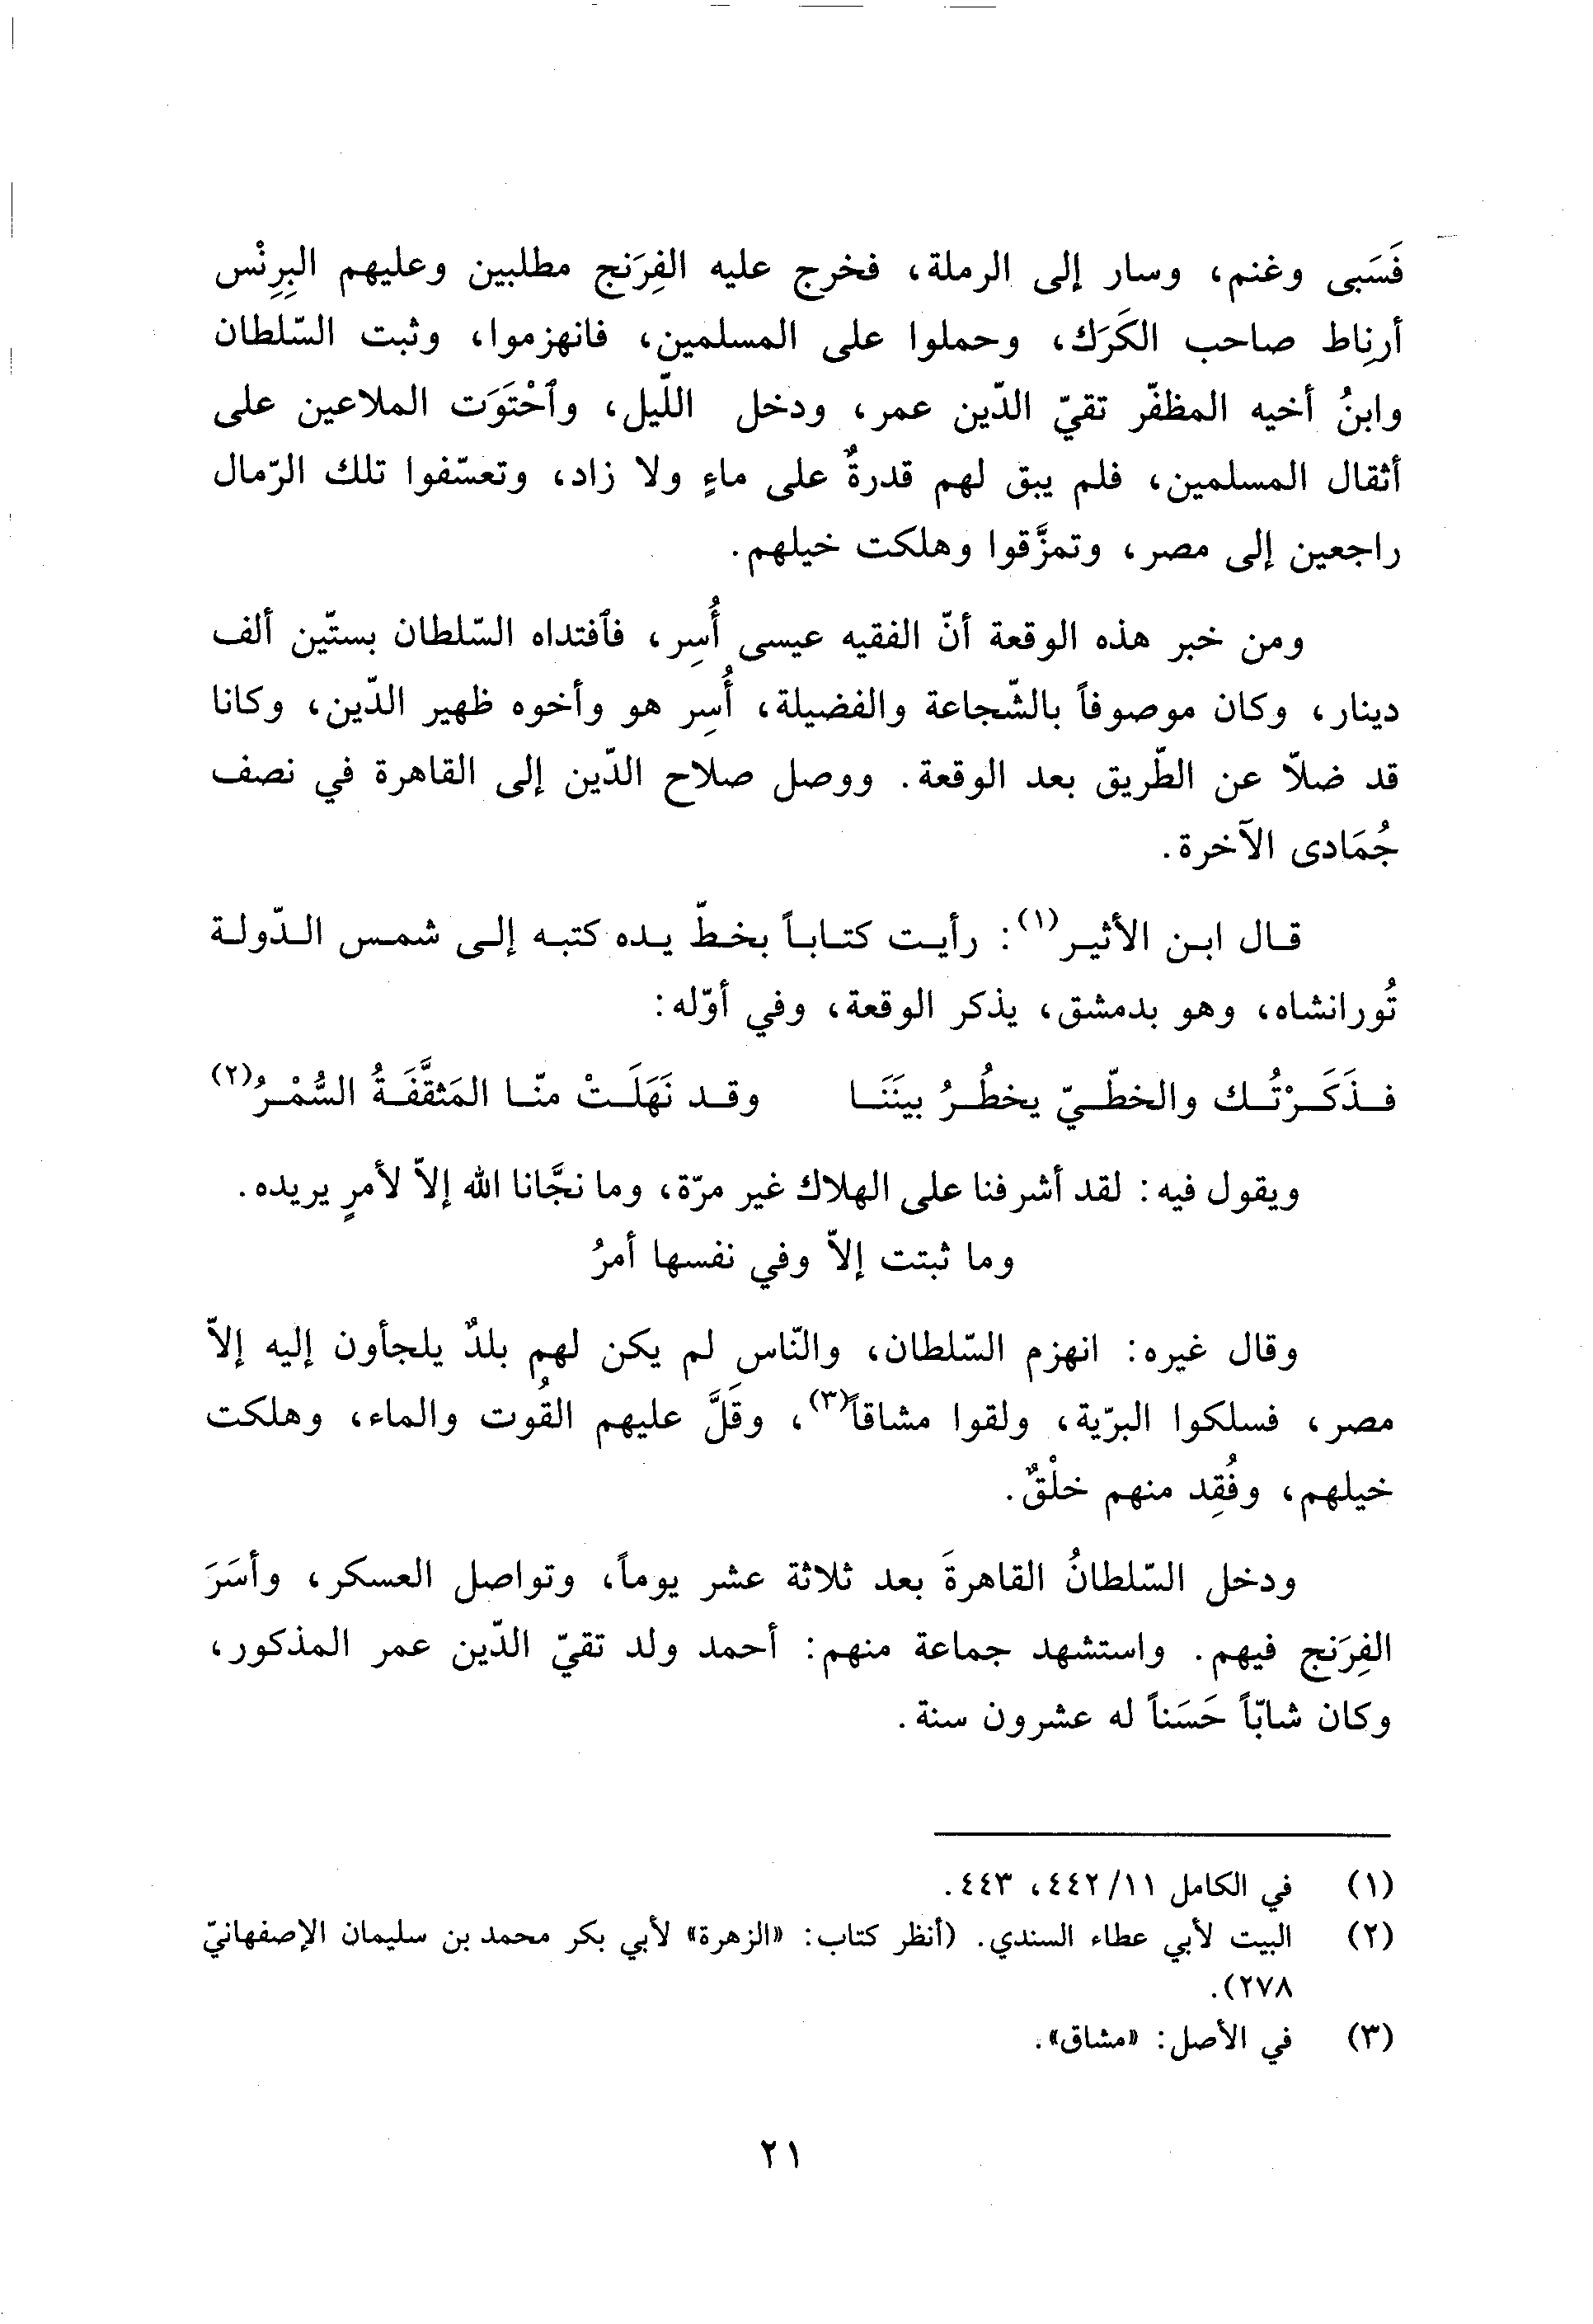 فَسَبى وغنم، وسار إلى الرملة، فخرج عليه الفِرَنج مطلبين وعليهم البِرِنْس
أرنِاط صاحب الكَرَك، وحملوا على المسلمين، فانهزموا، وثبت السّلطان
وابنُ أخيه المظفّر تقيّ الدّين عمر، ودخل اللّيل، وٱحْتَوَت الملاعين على
أثقال المسلمين، فلم يبق لهم قدرةٌ على ماءٍ ولا زاد، وتعسّفوا تلك الرّمال
راجعين إلى مصر، وتمزَّقوا وهلكت خيلهم.
ومن خبر هذه الوقعة أنّ الفقيه عيسى أُسِر، فٱفتداه السّلطان بستّين ألف
دينار، وكان موصوفاً بالشّجاعة والفضيلة، أُسِر هو وأخوه ظهير الدّين، وكانا
قد ضلاّ عن الطّريق بعد الوقعة. ووصل صلاح الدّين إلى القاهرة في نصف
جُمَادى الآخرة.
قال ابن الأثير(١): رأيت كتاباً بخطّ يده كتبه إلى شمس الدّولة
تُورانشاه، وهو بدمشق، يذكر الوقعة، وفي أوّله:
فذَكَرْتُك والخطّيّ يخطُرُ بينَنَا وقد نَهَلَتْ منّا المَثقَّفَةُ السُّمْرُ(٢)
ويقول فيه: لقد أشرفنا على الهلاك غير مرّة، وما نجَّانا الله إلاّ لأمرٍ يريده.
وما ثبتت إلاّ وفي نفسها أمرُ
وقال غيره: انهزم السّلطان، والنّاس لم يكن لهم بلدٌ يلجأون إليه إلاّ
مصر، فسلكوا البرّية، ولقوا مشاقاً(٣)، وقَلَّ عليهم القُوت والماء، وهلكت
خيلهم، وفُقِد منهم خلْقٌ.
ودخل السّلطانُ القاهرةَ بعد ثلاثة عشر يوماً، وتواصل العسكر، وأسَرَ
الفِرَنج فيهم. واستشهد جماعة منهم: أحمد ولد تقيّ الدّين عمر المذكور،
وكان شابّاً حَسَناً له عشرون سنة.
(١) في الكامل ١١/ ٤٤٢، ٤٤٣.
(٢) البيت لأبي عطاء السندي. (أنظر كتاب: «الزهرة» لأبي بكر محمد بن سليمان الإصفهانيّ
٢٧٨).
(٣) في الأصل: «مشاق».
٢١